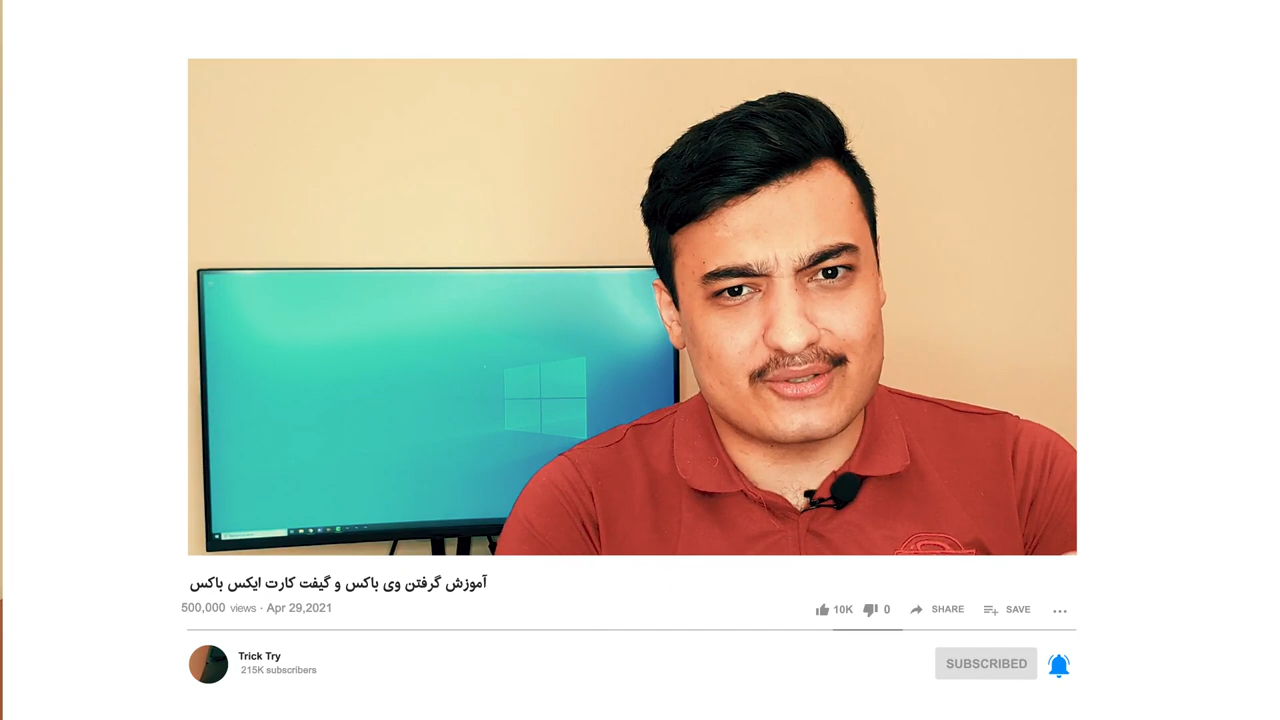 آموزش گرفتن وی باکس و گیفت کارت ایکس باکس
500,000 views · Apr 29,2021
10K 0 SHARE SAVE ...
Trick Try
215K subscribers
SUBSCRIBED